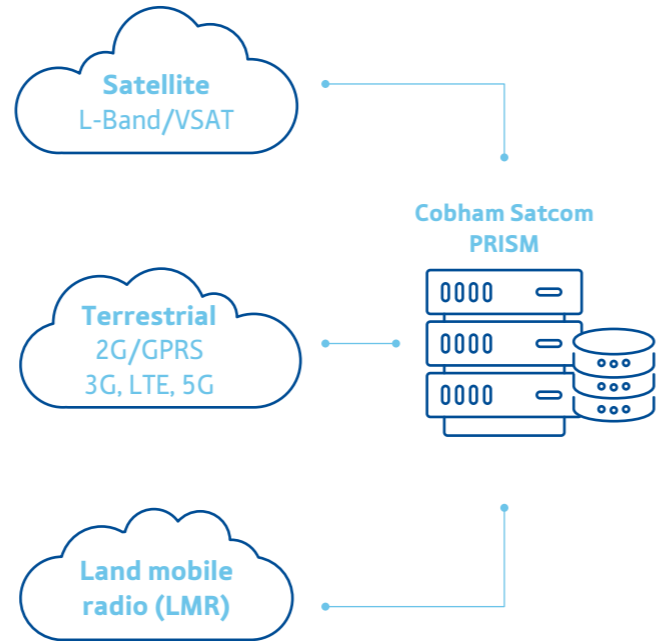 Satellite
L-Band/VSAT
Cobham Satcom
PRISM
Terrestrial
2G/GPRS
3G, LTE, 5G
Land mobile
radio (LMR)